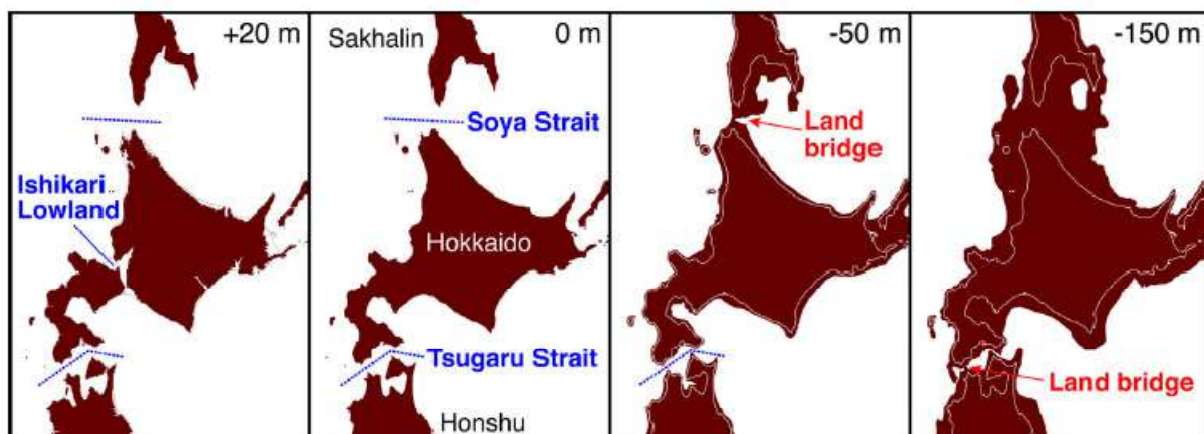 +20 m
Ishikari
Lowland
Sakhalin
0 m
Soya Strait
Hokkaido
Tsugaru Strait
Honshu
-50 m
Land
bridge
-150 m
Land bridge